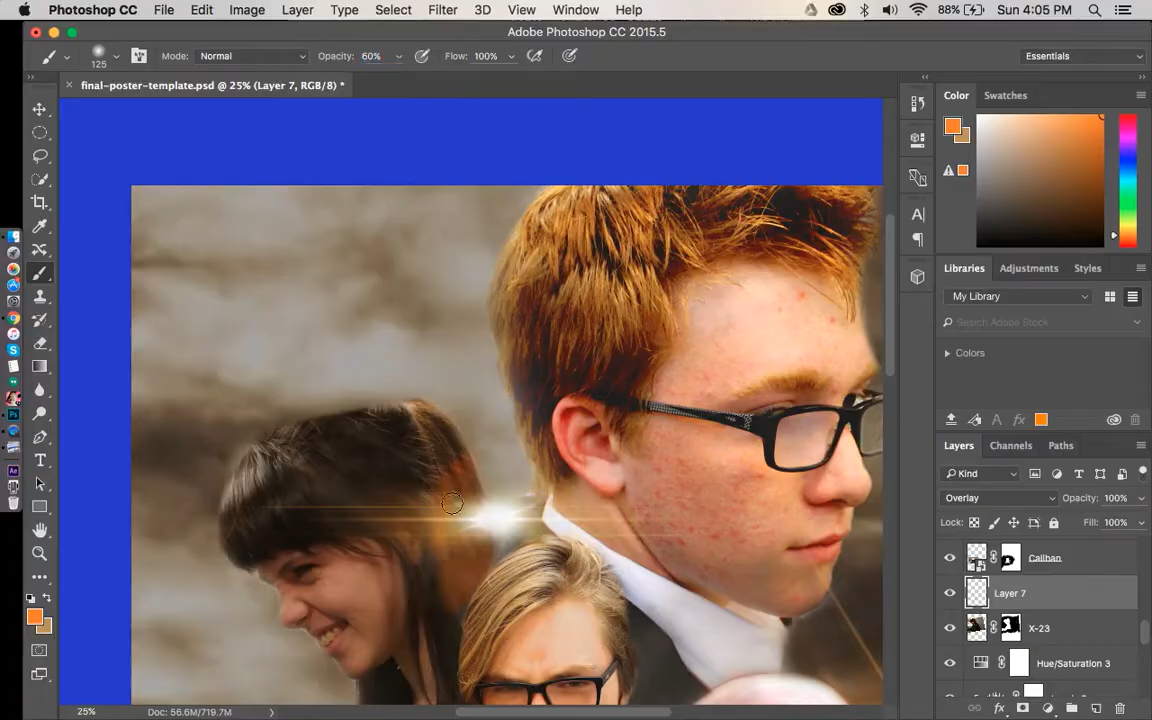 Photoshop CC File Edit Image Layer Type Select Filter 3D View Window Help 88% Sun 4:05 PM
Adobe Photoshop CC 2015.5
125 Mode: Normal Opacity: 60% Flow: 100% Essentials
× final-poster-template.psd @ 25% (Layer 7, RGB/8) *
Color Swatches
Libraries Adjustments Styles
My Library
Search Adobe Stock
Colors
Layers Channels Paths
Kind
Overlay Opacity: 100%
Lock: Fill: 100%
Caliban
Layer 7
X-23
Hue/Saturation 3
25% Doc: 56.6M/719.7M